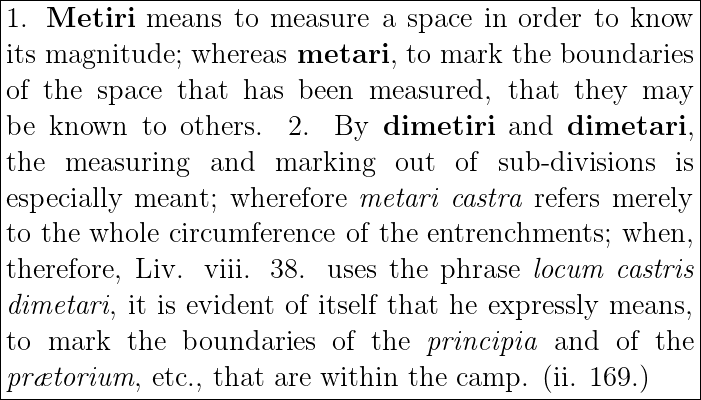 1. Metiri means to measure a space in order to know
its magnitude; whereas metari, to mark the boundaries
of the space that has been measured, that they may
be known to others. 2. By dimetiri and dimetari,
the measuring and marking out of sub-divisions is
especially meant; wherefore metari castra refers merely
to the whole circumference of the entrenchments; when,
therefore, Liv. viii. 38. uses the phrase locum castris
dimetari, it is evident of itself that he expressly means,
to mark the boundaries of the principia and of the
prætorium, etc., that are within the camp. (ii. 169.)